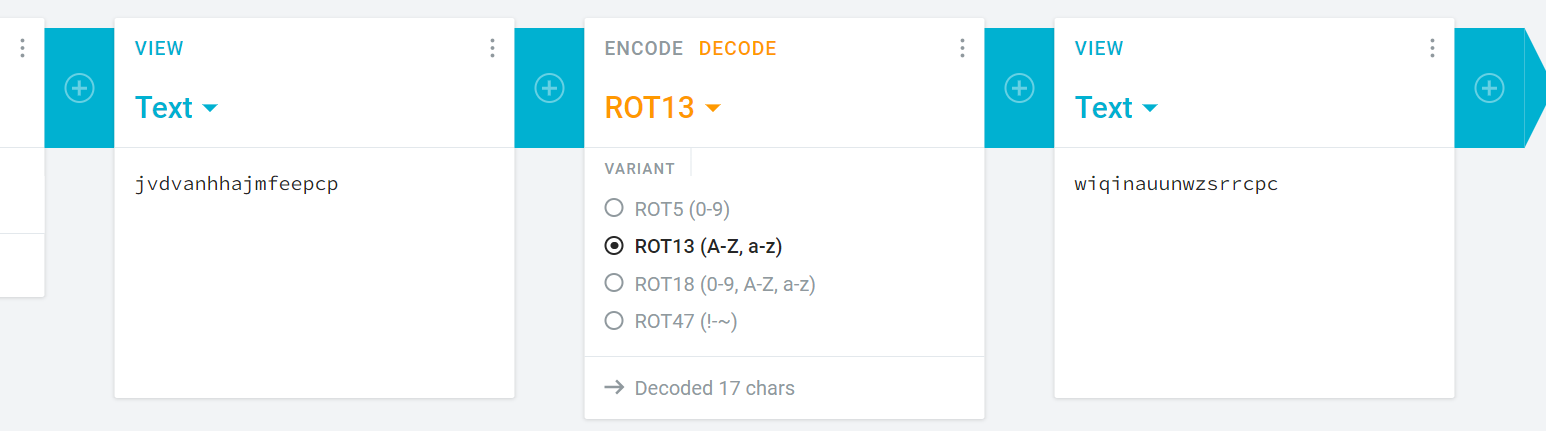 VIEW
Text
jvdvanhhajmfeepcp
ENCODE DECODE
ROT13
VARIANT
ROT5 (0-9)
ROT13 (A-Z, a-z)
ROT18 (0-9, A-Z, a-z)
ROT47 (!-~)
→ Decoded 17 chars
VIEW
Text
wiqinauunwzsrrcpc